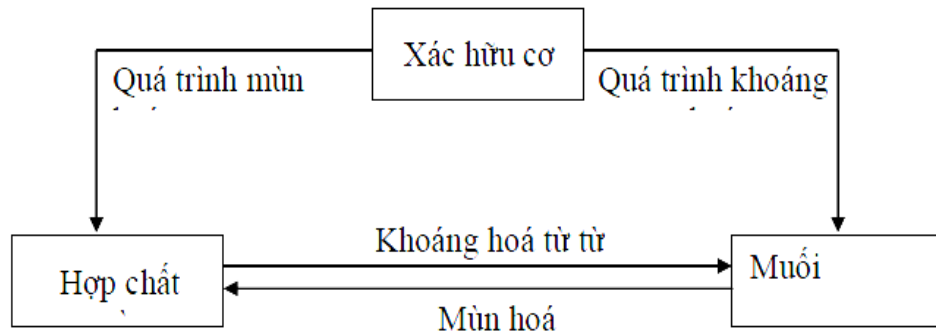 Xác hữu cơ
Quá trình mùn
Quá trình khoáng
Khoáng hoá từ từ
Hợp chất
Muối
Mùn hoá